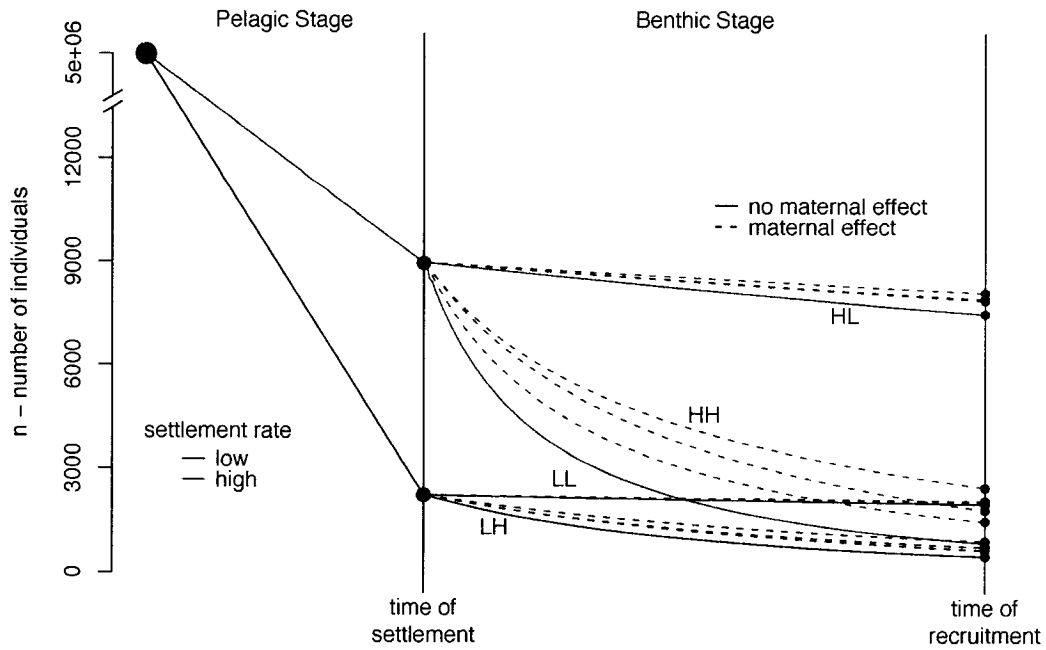 Pelagic Stage
Benthic Stage
n – number of individuals
5e+06
12000
9000
6000
3000
0
no maternal effect
maternal effect
HL
HH
settlement rate
low
high
LL
LH
time of
settlement
time of
recruitment